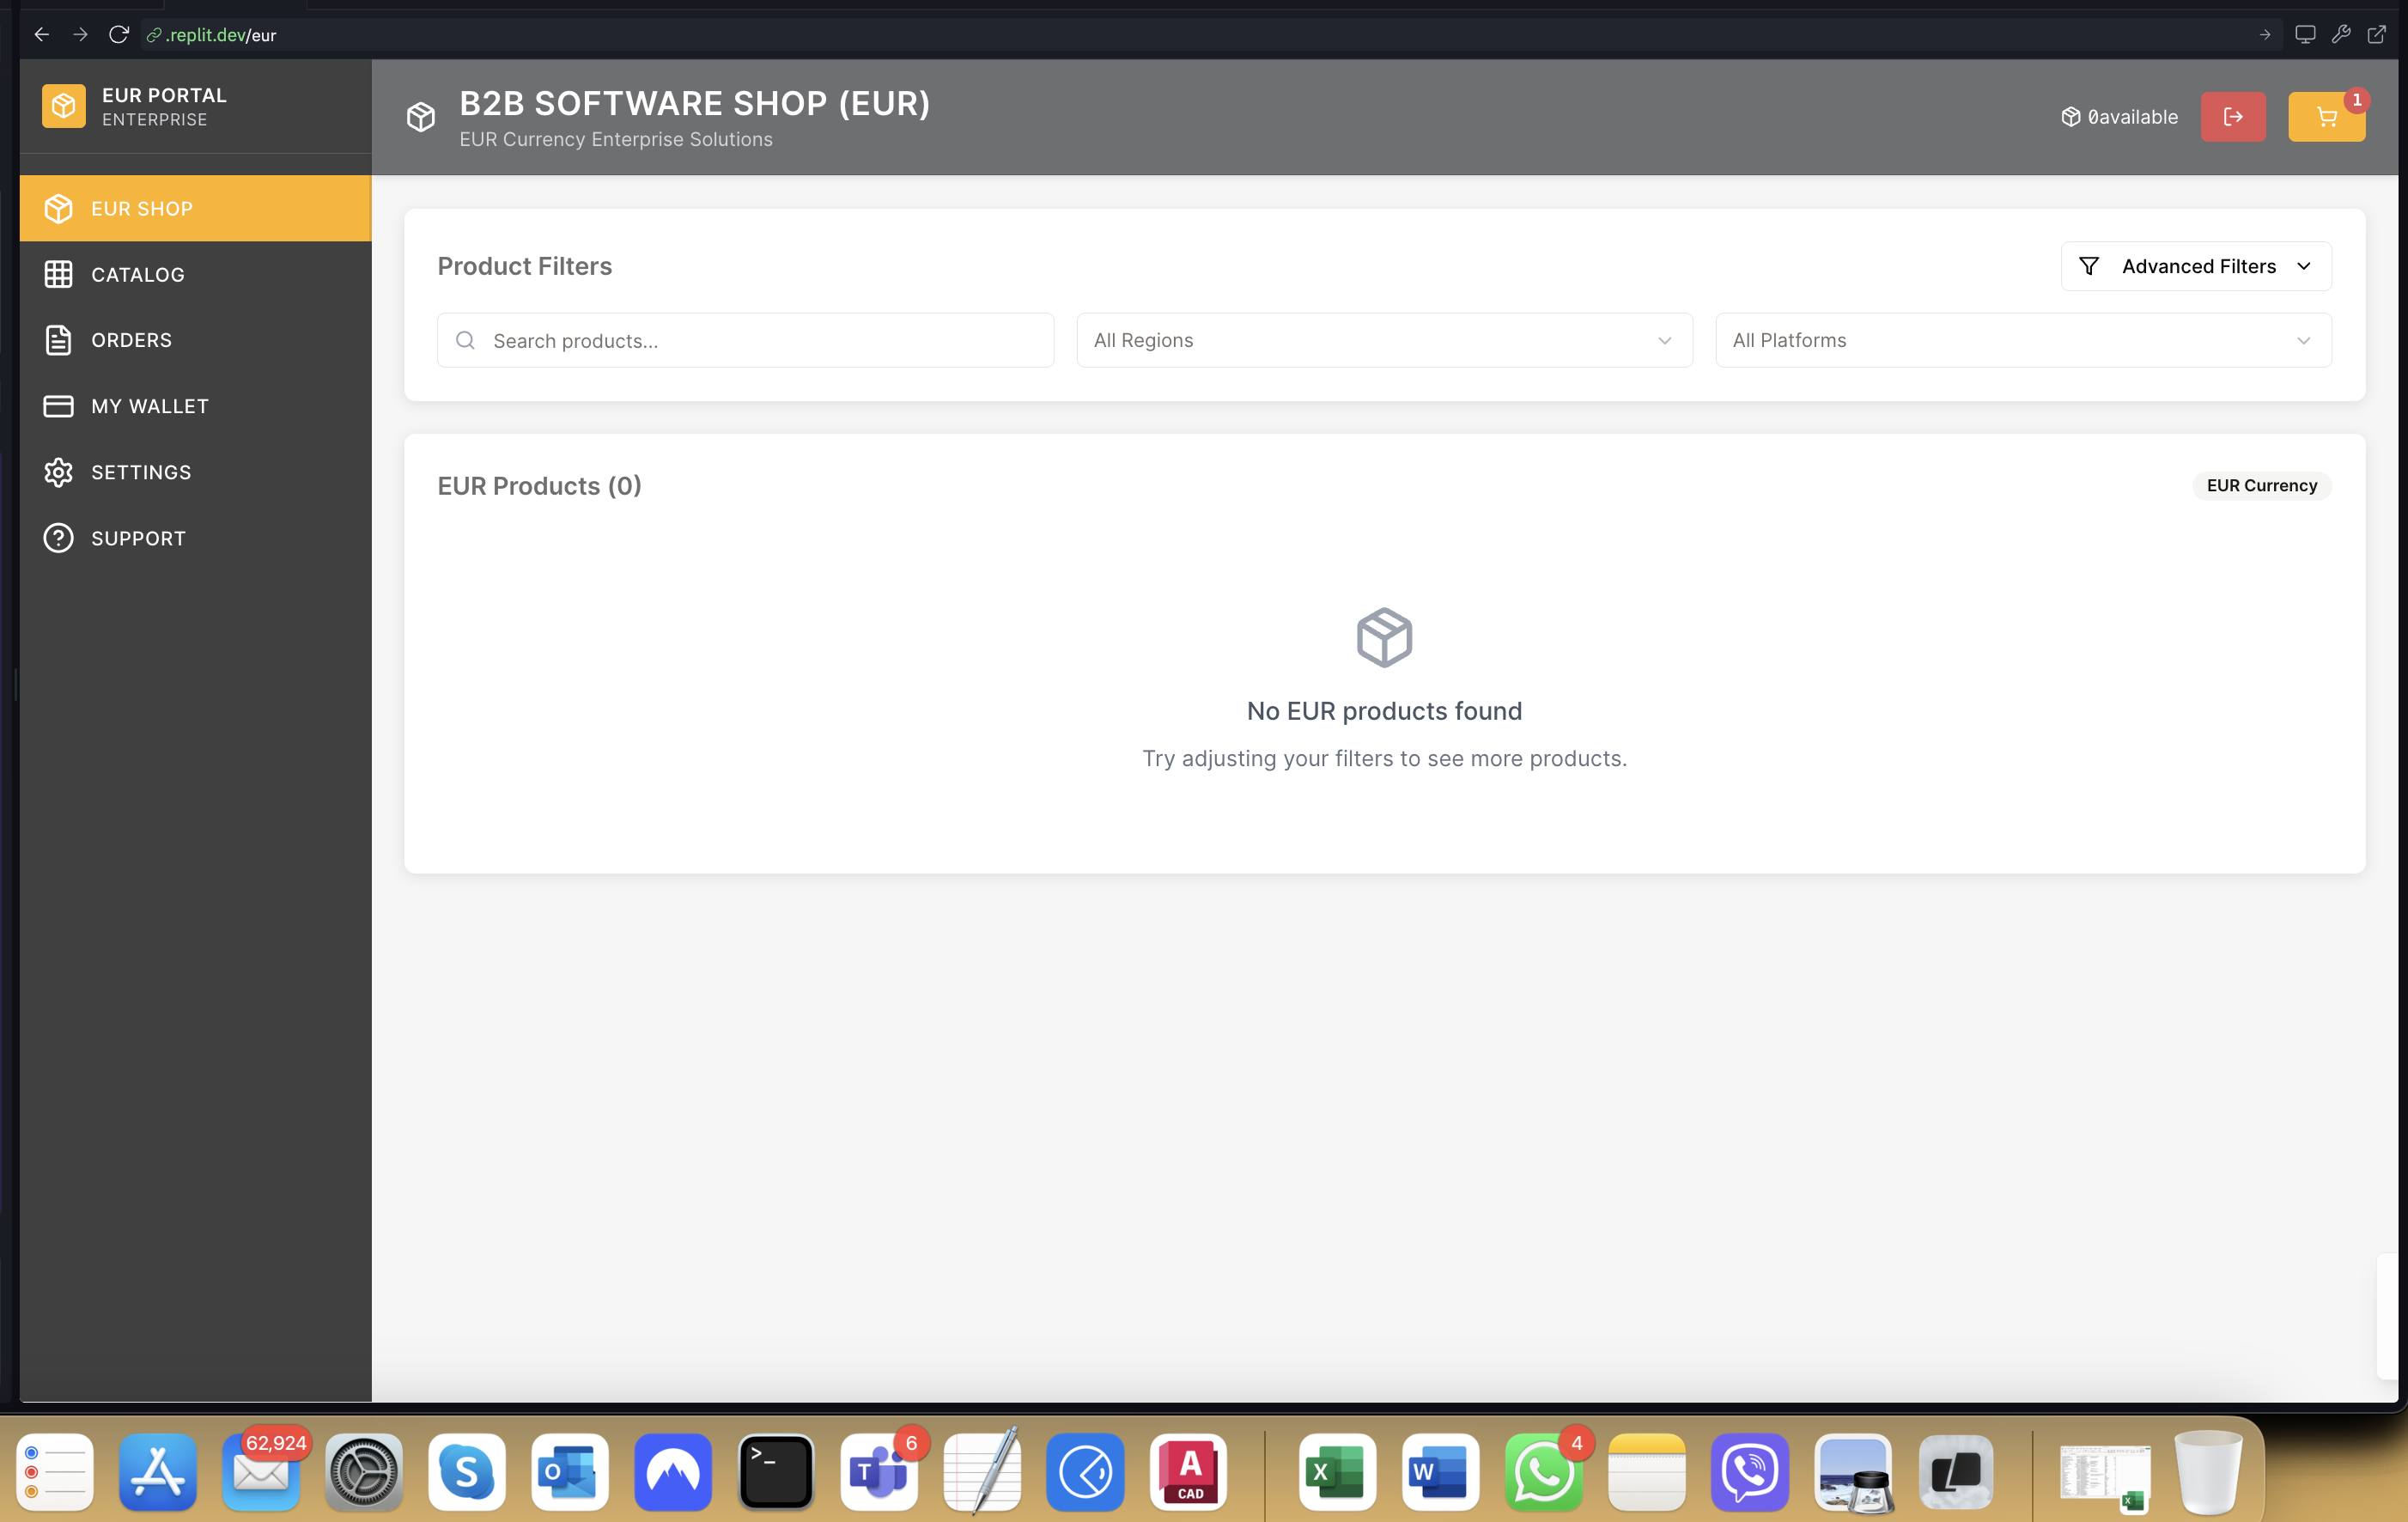 .replit.dev/eur
EUR PORTAL
ENTERPRISE
B2B SOFTWARE SHOP (EUR)
EUR Currency Enterprise Solutions
0available
1
EUR SHOP
CATALOG
ORDERS
MY WALLET
SETTINGS
SUPPORT
Product Filters
Advanced Filters
Search products...
All Regions
All Platforms
EUR Products (0)
EUR Currency
No EUR products found
Try adjusting your filters to see more products.
62,924
S
O
>_
T
6
A
CAD
X
W
4
X